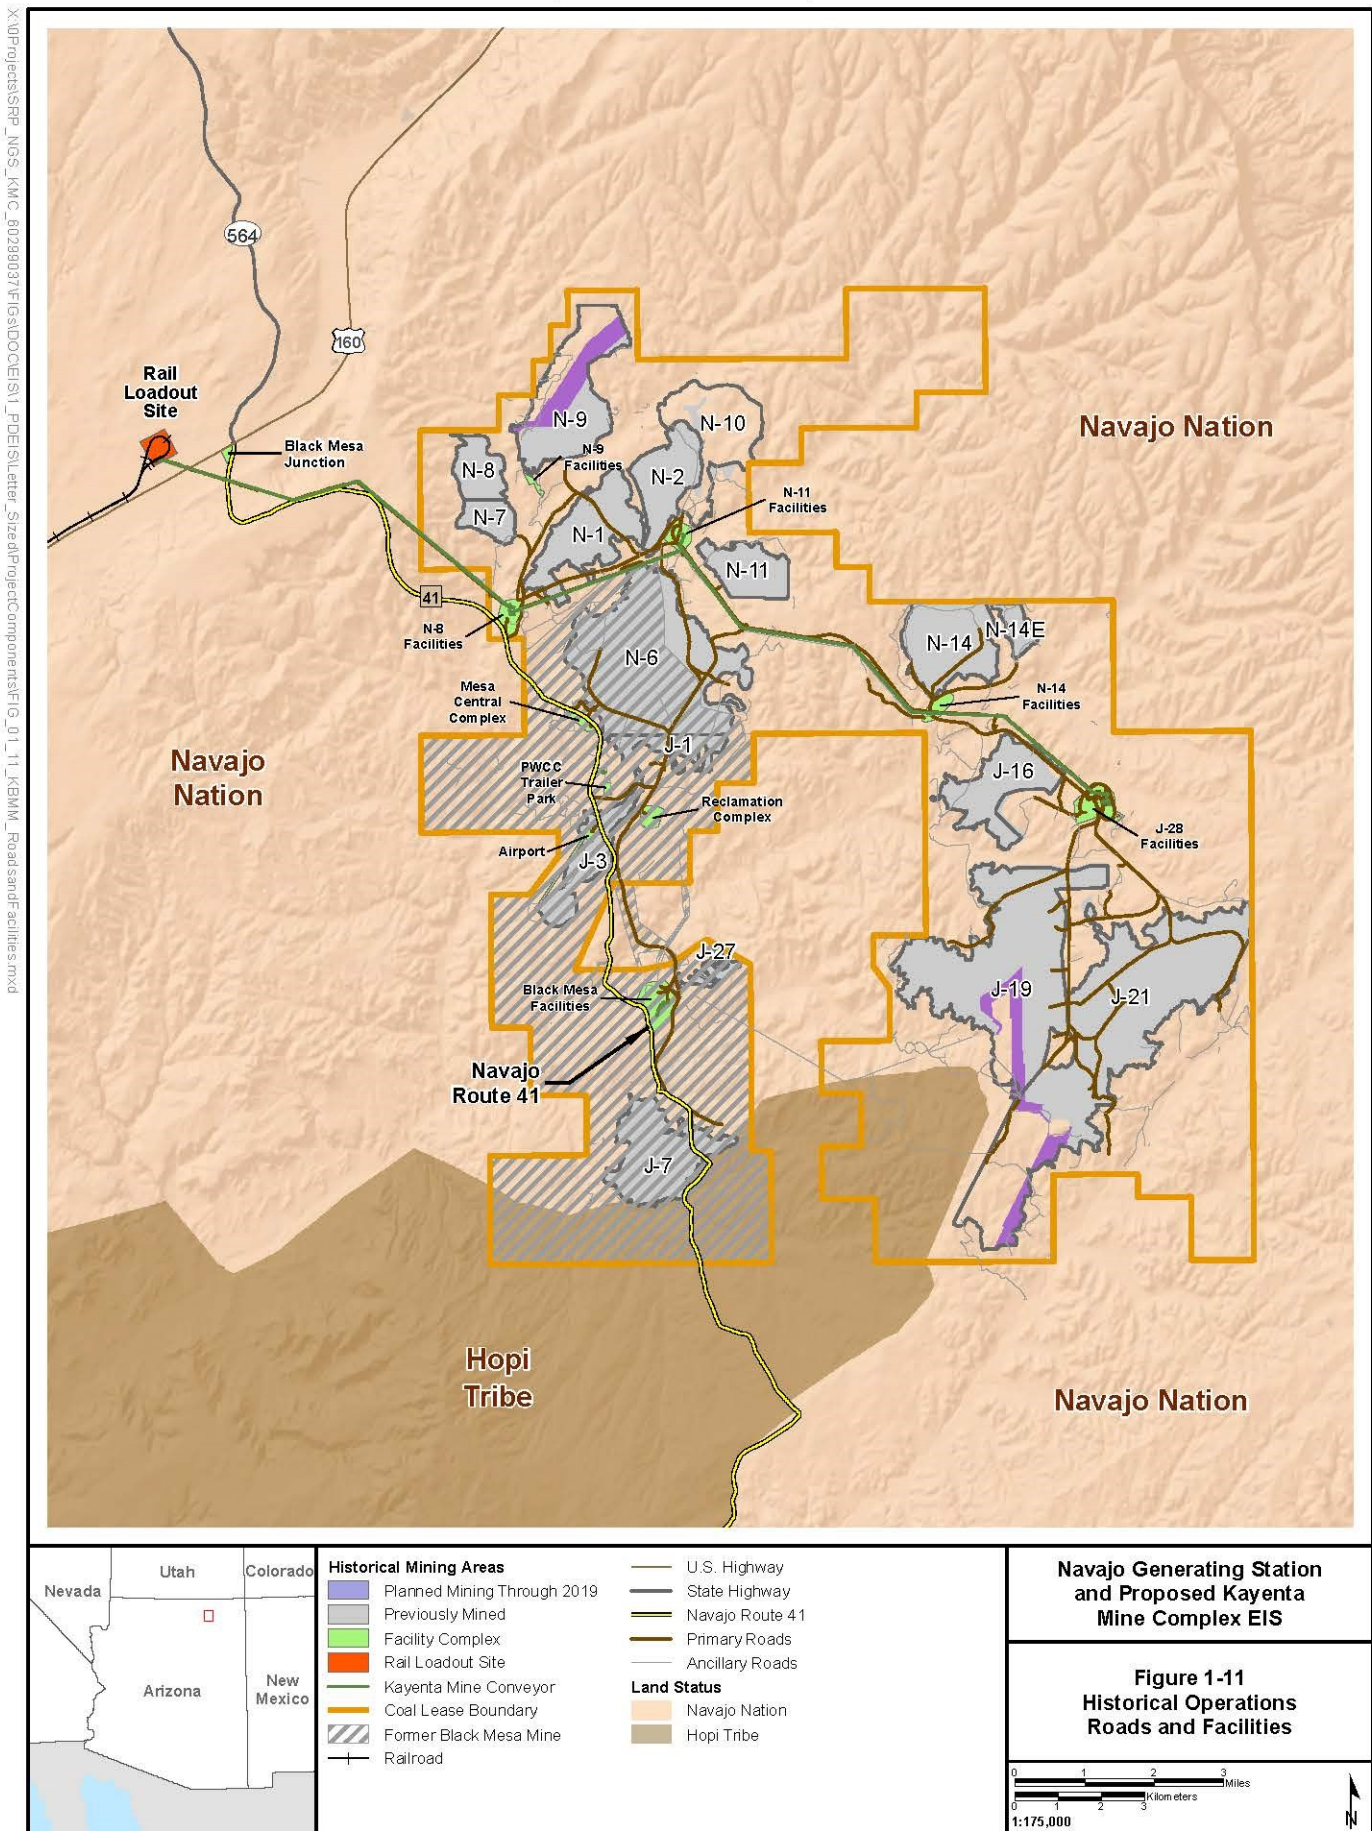 X:\0Projects\SRP_NGS_KMC_60299037\FIGs\DOC\EIS\1_PDEIS\Letter_Sized\ProjectComponents\FIG_01_11_KBMM_RoadsandFacilities.mxd
564
160
Rail
Loadout
Site
Black Mesa
Junction
Navajo Nation
N-9
N-10
N-9
Facilities
N-8
N-2
N-7
N-1
N-11
Facilities
N-11
41
N-8
Facilities
N-6
N-14
N-14E
N-14
Facilities
Mesa
Central
Complex
J-1
Navajo
Nation
PWCC
Trailer
Park
J-16
Reclamation
Complex
J-28
Facilities
Airport
J-3
J-27
Black Mesa
Facilities
J-19
J-21
Navajo
Route 41
J-7
Hopi
Tribe
Navajo Nation
Nevada
Utah
Colorado
Arizona
New
Mexico
Historical Mining Areas
Planned Mining Through 2019
Previously Mined
Facility Complex
Rail Loadout Site
Kayenta Mine Conveyor
Coal Lease Boundary
Former Black Mesa Mine
Railroad
U.S. Highway
State Highway
Navajo Route 41
Primary Roads
Ancillary Roads
Land Status
Navajo Nation
Hopi Tribe
Navajo Generating Station
and Proposed Kayenta
Mine Complex EIS
Figure 1-11
Historical Operations
Roads and Facilities
0 1 2 3
Miles
Kilometers
0 1 2 3
1:175,000
N